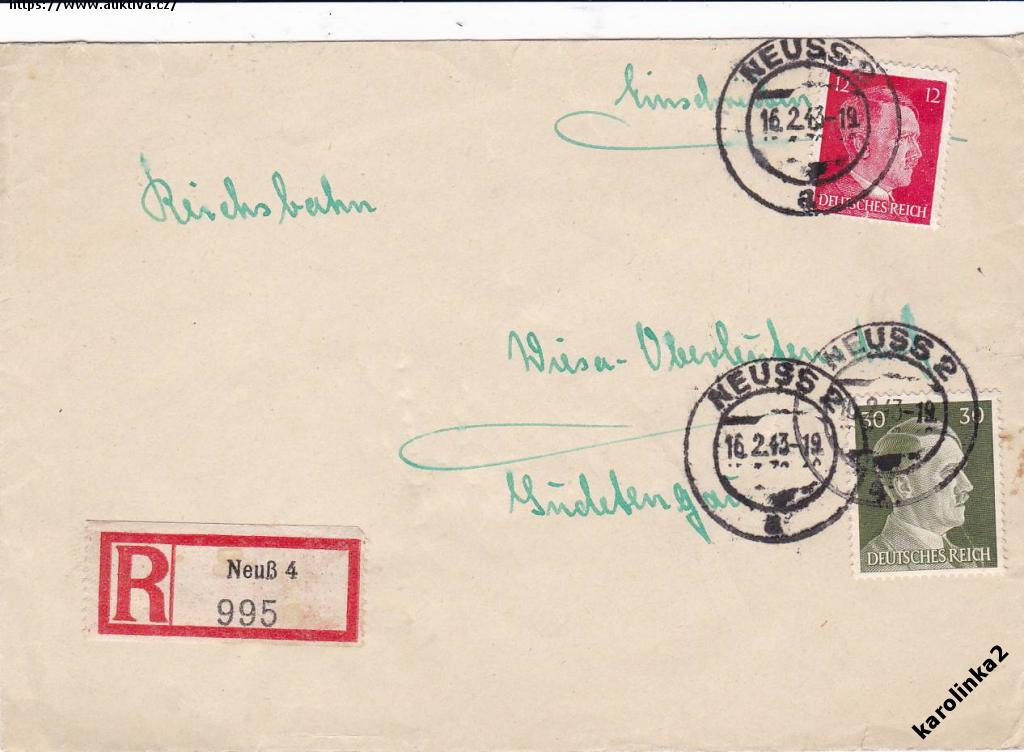 https://www.auktiva.cz/
Einschreiben
NEUSS 2
16.2.43-19
a
12 12
DEUTSCHES REICH
Reichsbahn
Wiesa-
NEUSS 2
16.2.43-19
a
NEUSS 2
-19
a
30 30
DEUTSCHES REICH
Sudetengau
R
Neuß 4
995
karolinka2